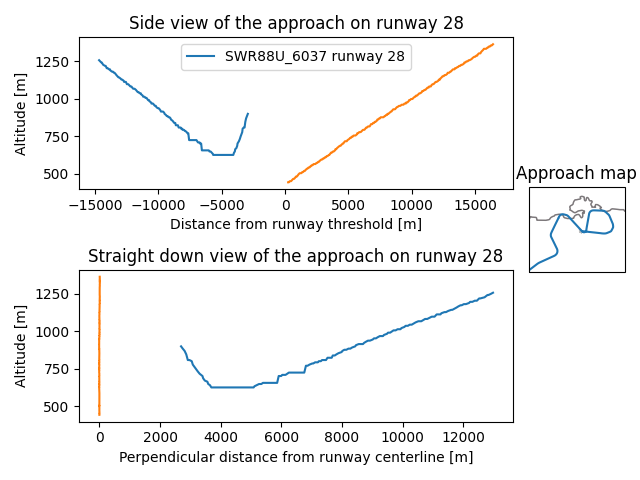 Side view of the approach on runway 28
SWR88U_6037 runway 28
Altitude [m]
1250
1000
750
500
−15000 −10000 −5000 0 5000 10000 15000
Distance from runway threshold [m]
Approach map
Straight down view of the approach on runway 28
Altitude [m]
1250
1000
750
500
0 2000 4000 6000 8000 10000 12000
Perpendicular distance from runway centerline [m]